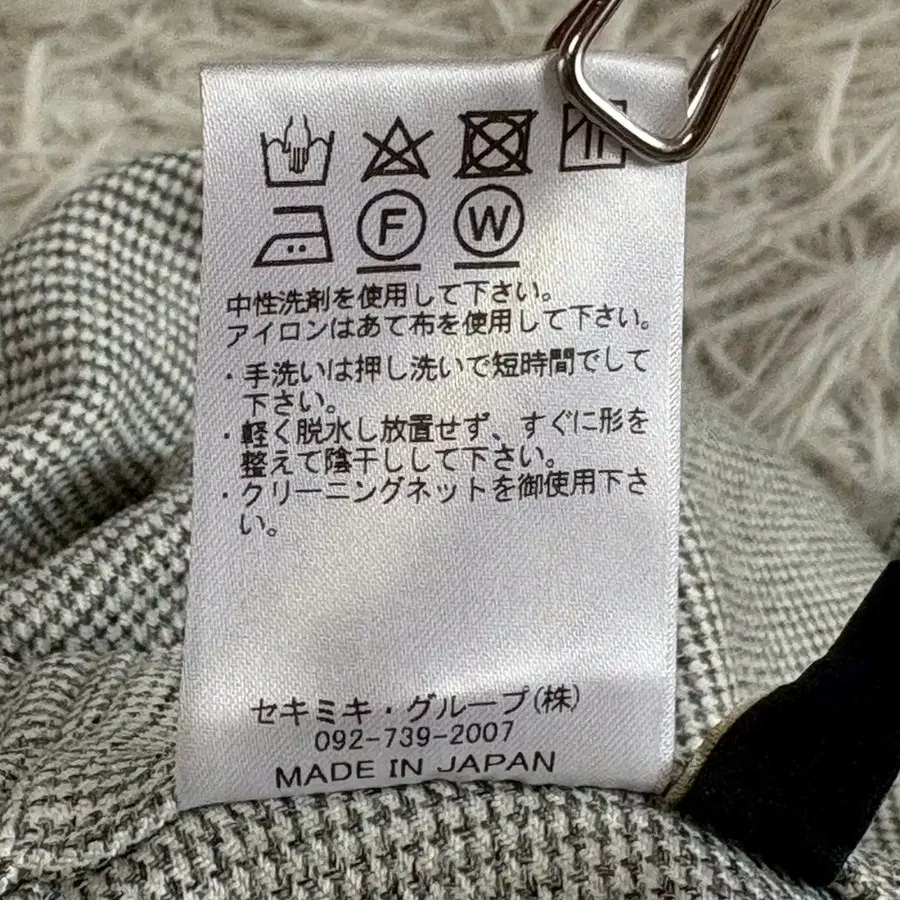 F W
中性洗剤を使用して下さい。
アイロンはあて布を使用して下さい。
・手洗いは押し洗いで短時間でして
下さい。
・軽く脱水し放置せず、すぐに形を
整えて陰干しして下さい。
・クリーニングネットを御使用下さ
い。
セキミキ・グループ(株)
092-739-2007
MADE IN JAPAN